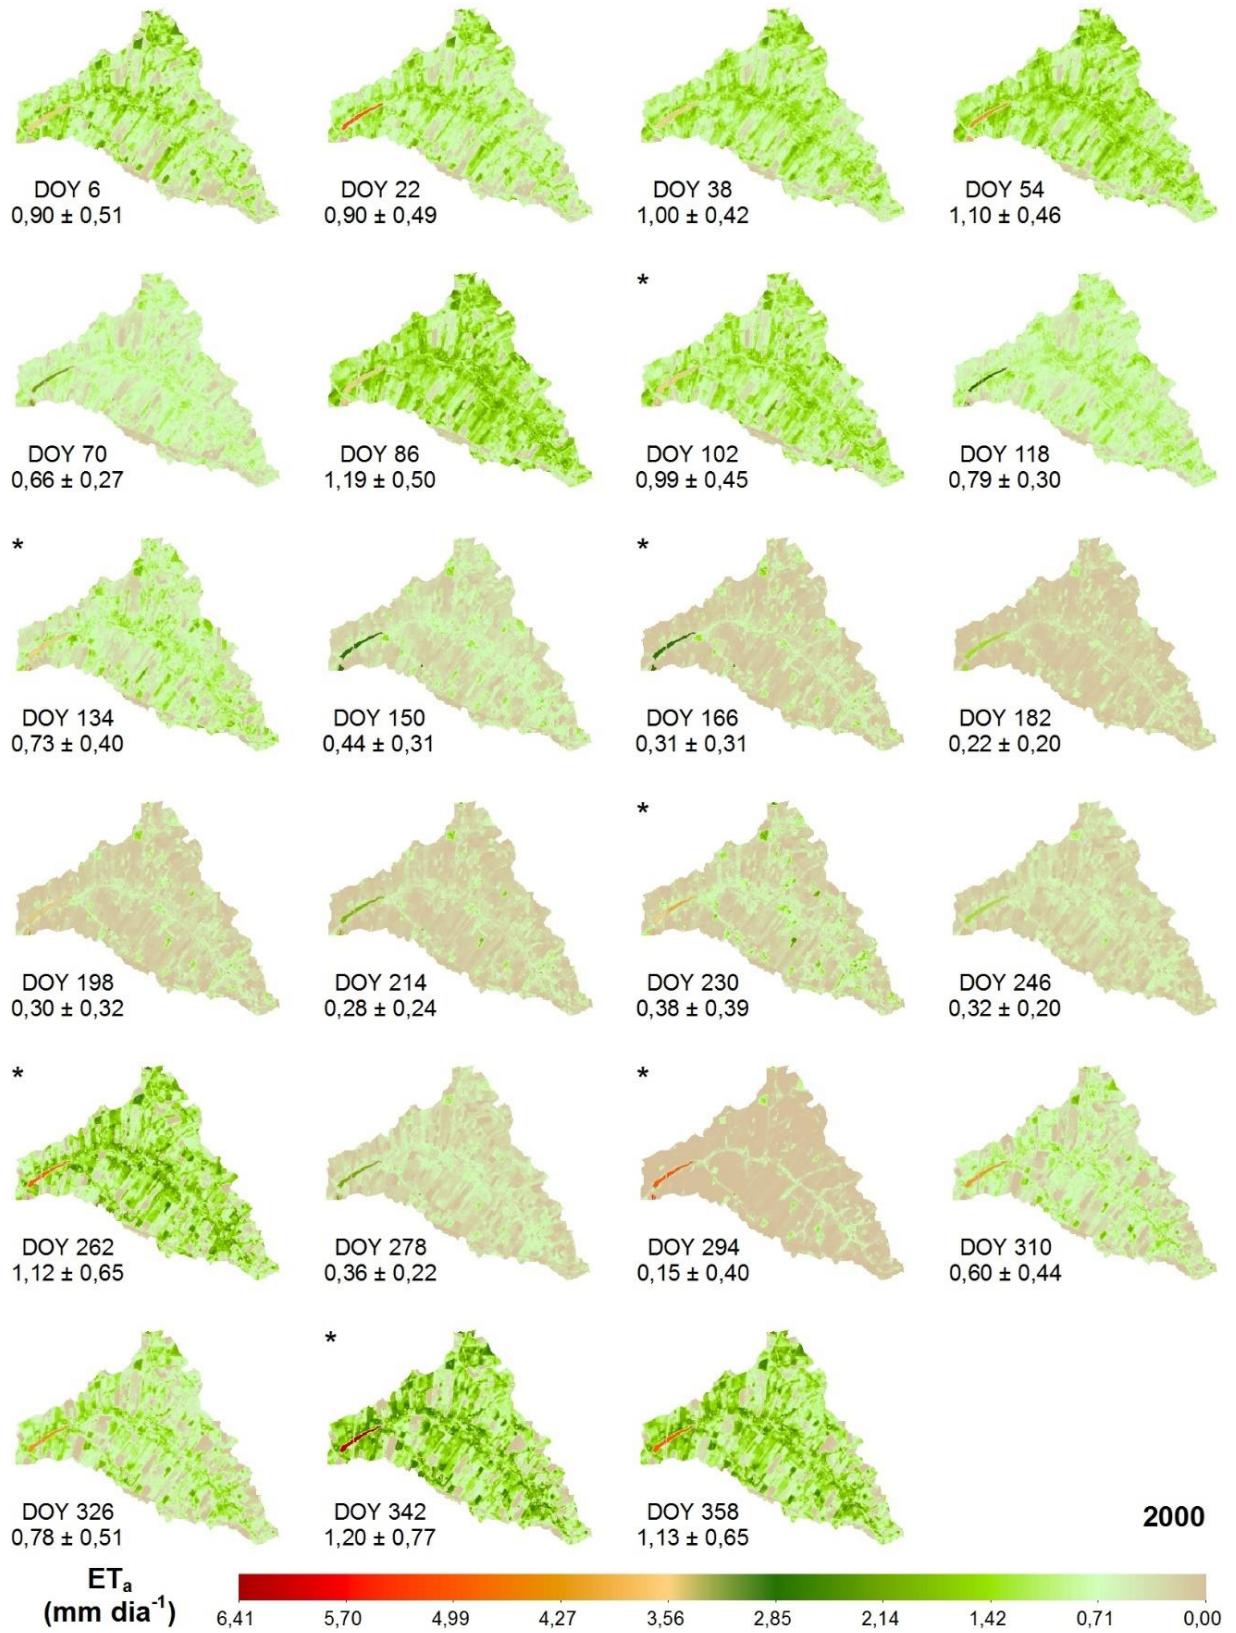 DOY 6
0,90 ± 0,51
DOY 22
0,90 ± 0,49
DOY 38
1,00 ± 0,42
DOY 54
1,10 ± 0,46
DOY 70
0,66 ± 0,27
DOY 86
1,19 ± 0,50
*
DOY 102
0,99 ± 0,45
DOY 118
0,79 ± 0,30
*
DOY 134
0,73 ± 0,40
DOY 150
0,44 ± 0,31
*
DOY 166
0,31 ± 0,31
DOY 182
0,22 ± 0,20
DOY 198
0,30 ± 0,32
DOY 214
0,28 ± 0,24
*
DOY 230
0,38 ± 0,39
DOY 246
0,32 ± 0,20
*
DOY 262
1,12 ± 0,65
DOY 278
0,36 ± 0,22
*
DOY 294
0,15 ± 0,40
DOY 310
0,60 ± 0,44
DOY 326
0,78 ± 0,51
*
DOY 342
1,20 ± 0,77
DOY 358
1,13 ± 0,65
2000
ETₐ
(mm dia⁻¹)
6,41 5,70 4,99 4,27 3,56 2,85 2,14 1,42 0,71 0,00